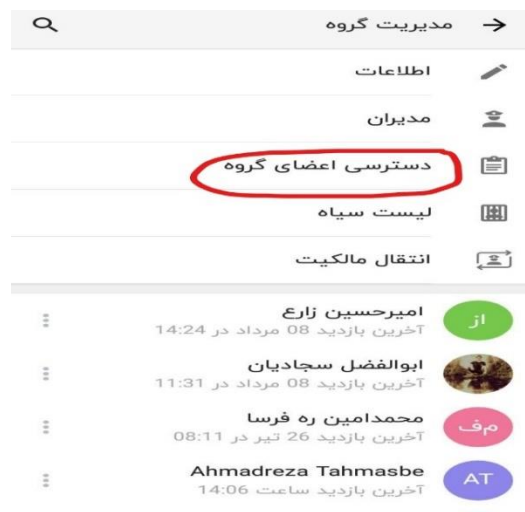 مدیریت گروه
اطلاعات
مدیران
دسترسی اعضای گروه
لیست سیاه
انتقال مالکیت
از
امیرحسین زارع
آخرین بازدید 08 مرداد در 14:24
ابوالفضل سجادیان
آخرین بازدید 08 مرداد در 11:31
مف
محمدامین ره فرسا
آخرین بازدید 26 تیر در 08:11
AT
Ahmadreza Tahmasbe
آخرین بازدید ساعت 14:06